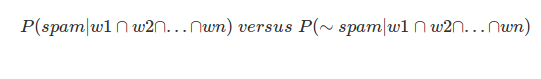 P(spam|w1 ∩ w2∩…∩wn) versus P(∼ spam|w1 ∩ w2∩…∩wn)